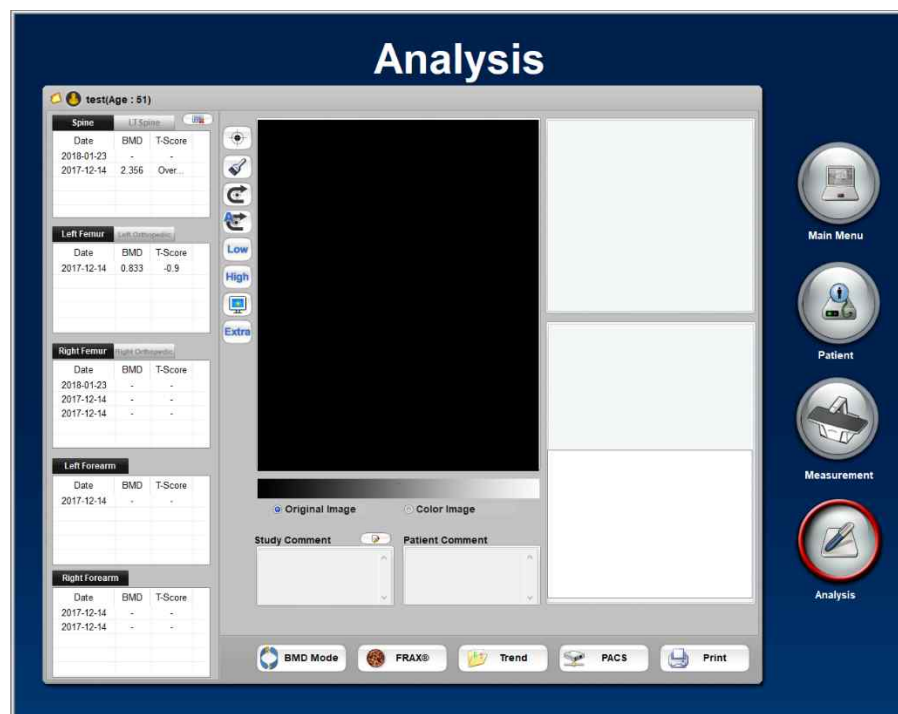 Analysis
test(Age : 51)
Spine LT Spine
Date BMD T-Score
2018-01-23 - -
2017-12-14 2.356 Over...
Left Femur Left Orthopedic
Date BMD T-Score
2017-12-14 0.833 -0.9
Right Femur Right Orthopedic
Date BMD T-Score
2018-01-23 - -
2017-12-14 - -
2017-12-14 - -
Left Forearm
Date BMD T-Score
2017-12-14 - -
Right Forearm
Date BMD T-Score
2017-12-14 - -
2017-12-14 - -
A
Low
High
Extra
Original Image Color Image
Study Comment Patient Comment
BMD Mode FRAX® Trend PACS Print
Main Menu
Patient
Measurement
Analysis